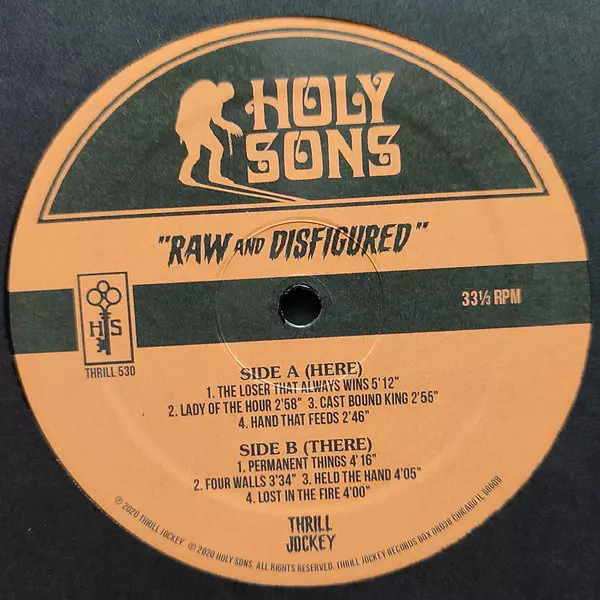 HOLY
SONS
"RAW AND DISFIGURED"
33⅓ RPM
H S
THRILL 530
SIDE A (HERE)
1. THE LOSER THAT ALWAYS WINS 5'12"
2. LADY OF THE HOUR 2'58" 3. CAST BOUND KING 2'55"
4. HAND THAT FEEDS 2'46"
SIDE B (THERE)
1. PERMANENT THINGS 4'16"
2. FOUR WALLS 3'34" 3. HELD THE HAND 4'05"
4. LOST IN THE FIRE 4'00"
THRILL
JOCKEY
℗ 2020 THRILL JOCKEY. © 2020 HOLY SONS. ALL RIGHTS RESERVED. THRILL JOCKEY RECORDS BOX 08038 CHICAGO IL 60608